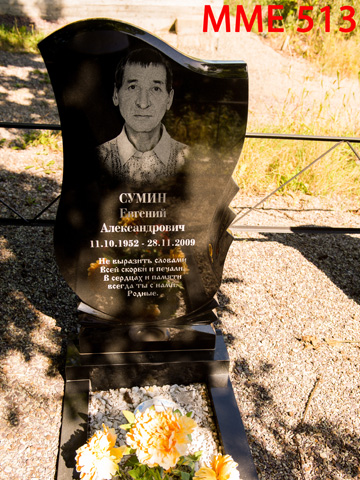 MME 513
СУМИН
Евгений
Александрович
11.10.1952 - 28.11.2009
Не выразить словами
Всей скорби и печали.
В сердцах и памяти
всегда ты с нами.
Родные.